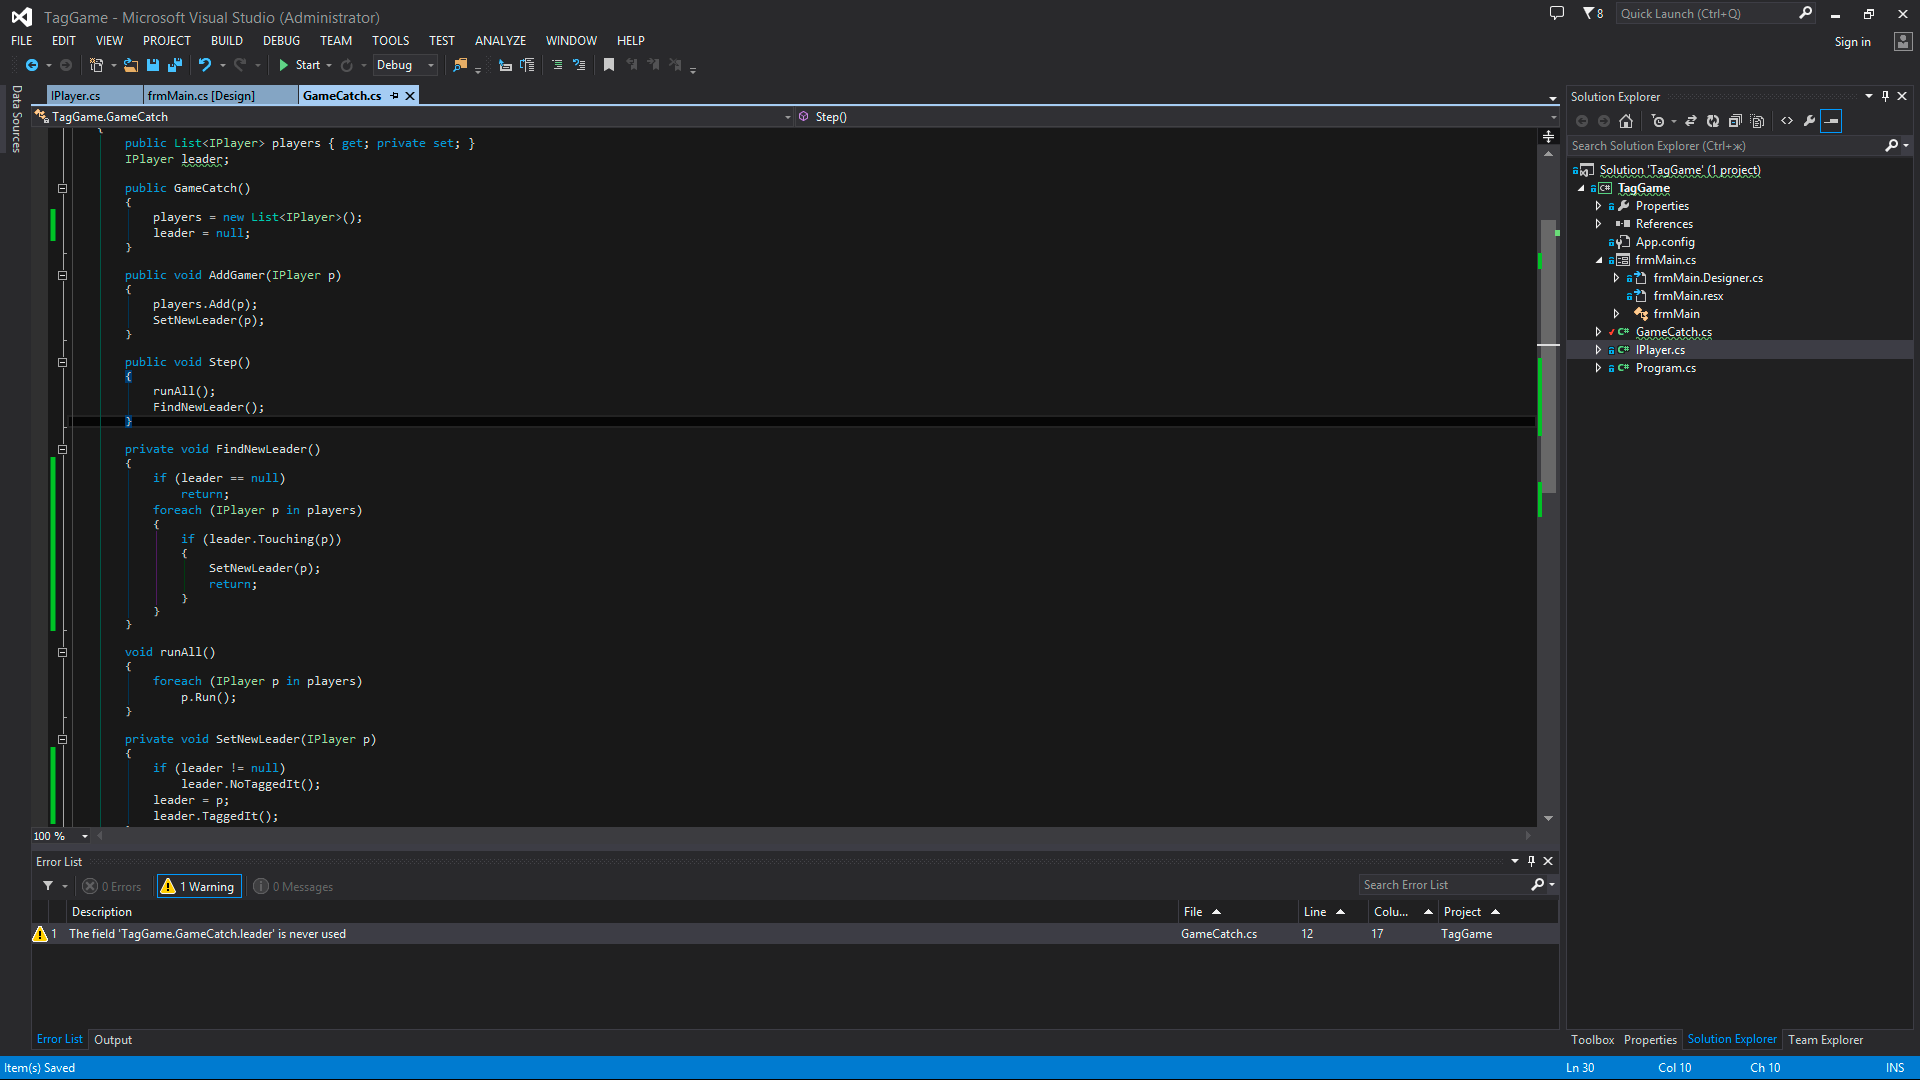 TagGame - Microsoft Visual Studio (Administrator)
8
Quick Launch (Ctrl+Q)
FILE EDIT VIEW PROJECT BUILD DEBUG TEAM TOOLS TEST ANALYZE WINDOW HELP
Sign in
Start
Debug
Data Sources
IPlayer.cs
frmMain.cs [Design]
GameCatch.cs
TagGame.GameCatch
Step()
{
public List<IPlayer> players { get; private set; }
IPlayer leader;
public GameCatch()
{
players = new List<IPlayer>();
leader = null;
}
public void AddGamer(IPlayer p)
{
players.Add(p);
SetNewLeader(p);
}
public void Step()
{
runAll();
FindNewLeader();
}
private void FindNewLeader()
{
if (leader == null)
return;
foreach (IPlayer p in players)
{
if (leader.Touching(p))
{
SetNewLeader(p);
return;
}
}
}
void runAll()
{
foreach (IPlayer p in players)
p.Run();
}
private void SetNewLeader(IPlayer p)
{
if (leader != null)
leader.NoTaggedIt();
leader = p;
leader.TaggedIt();
100 %
Error List
0 Errors
1 Warning
0 Messages
Search Error List
Description File Line Colu... Project
1 The field 'TagGame.GameCatch.leader' is never used GameCatch.cs 12 17 TagGame
Error List Output
Solution Explorer
Search Solution Explorer (Ctrl+ж)
Solution 'TagGame' (1 project)
C# TagGame
Properties
References
App.config
frmMain.cs
frmMain.Designer.cs
frmMain.resx
frmMain
C# GameCatch.cs
C# IPlayer.cs
C# Program.cs
Toolbox Properties Solution Explorer Team Explorer
Item(s) Saved
Ln 30 Col 10 Ch 10 INS